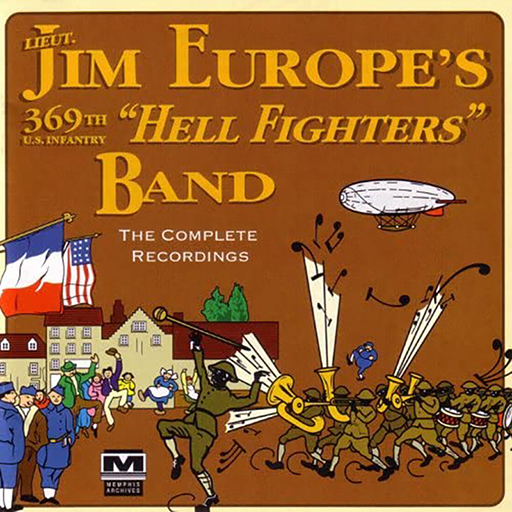 LIEUT.
JIM EUROPE'S
369TH
U.S. INFANTRY
"HELL FIGHTERS"
BAND
THE COMPLETE
RECORDINGS
M
MEMPHIS
ARCHIVES